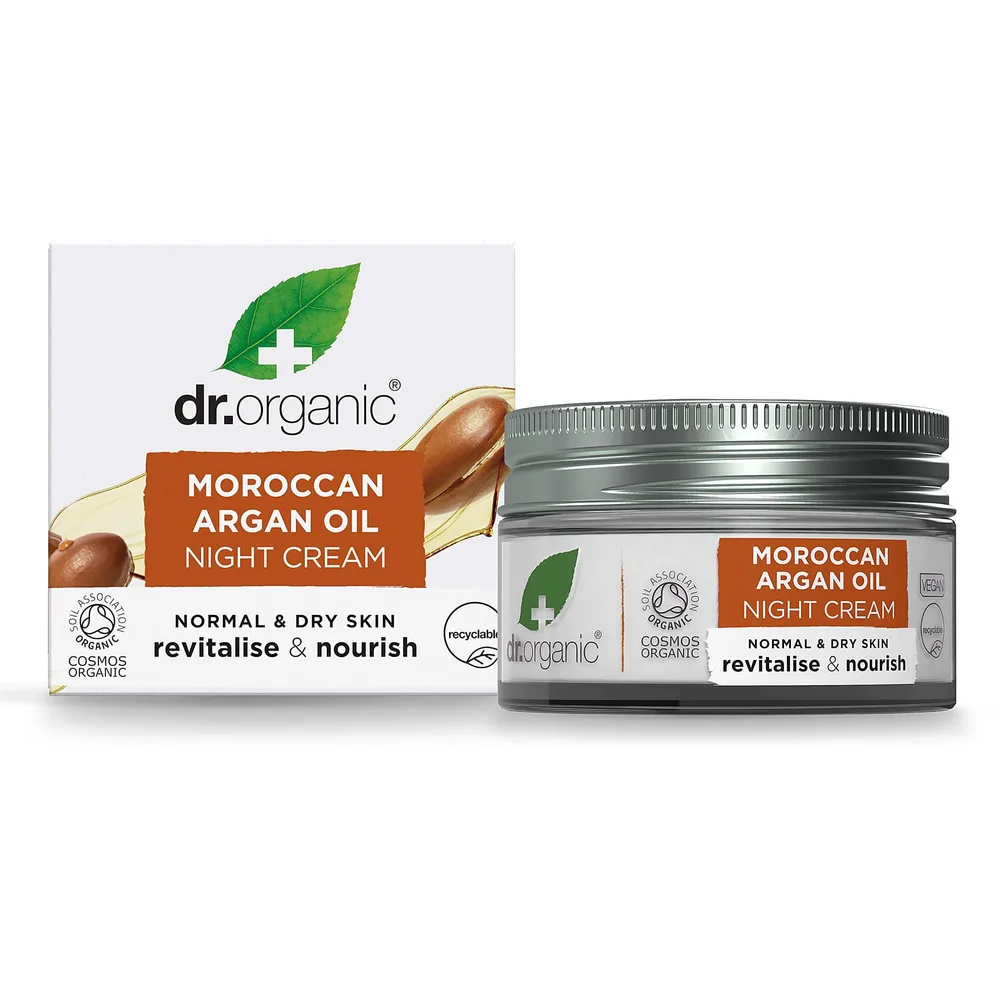 dr.organic®
MOROCCAN
ARGAN OIL
NIGHT CREAM
SOIL ASSOCIATION
ORGANIC
COSMOS
ORGANIC
NORMAL & DRY SKIN
revitalise & nourish
recyclable
dr.organic®
SOIL ASSOCIATION
ORGANIC
COSMOS
ORGANIC
MOROCCAN
ARGAN OIL
NIGHT CREAM
NORMAL & DRY SKIN
revitalise & nourish
VEGAN
recyclable